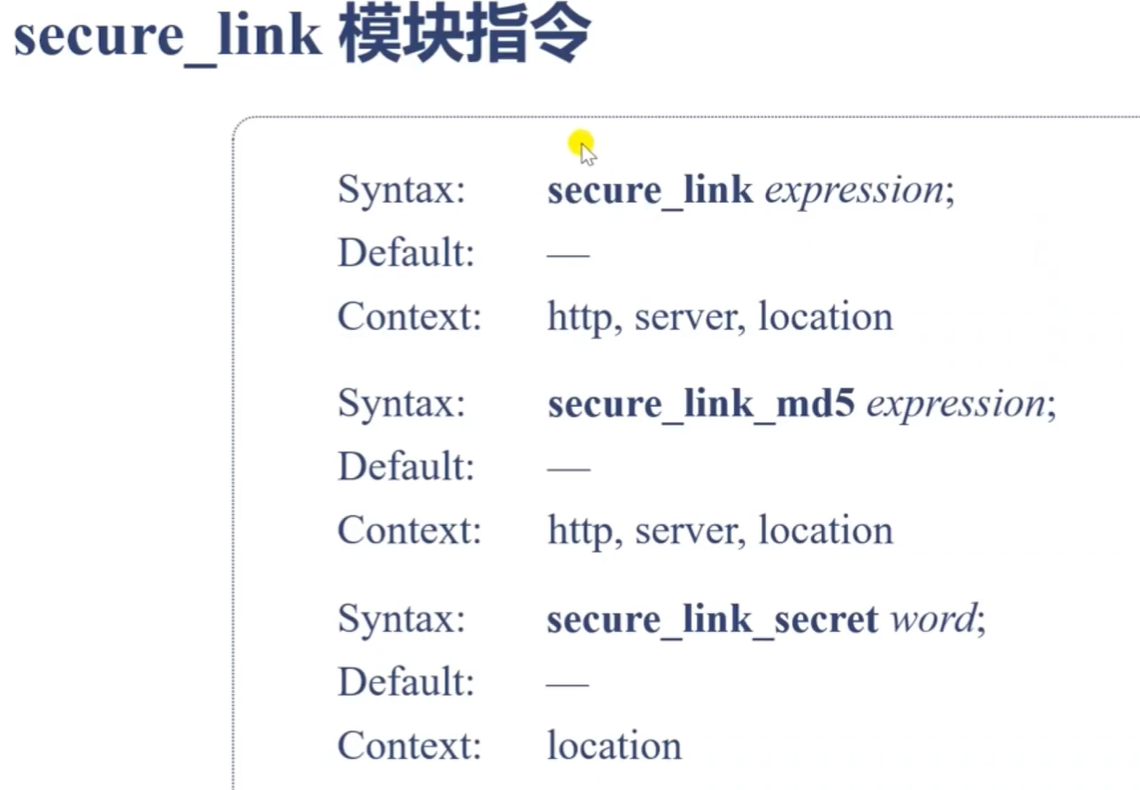 secure_link 模块指令
Syntax: secure_link expression;
Default: —
Context: http, server, location
Syntax: secure_link_md5 expression;
Default: —
Context: http, server, location
Syntax: secure_link_secret word;
Default: —
Context: location